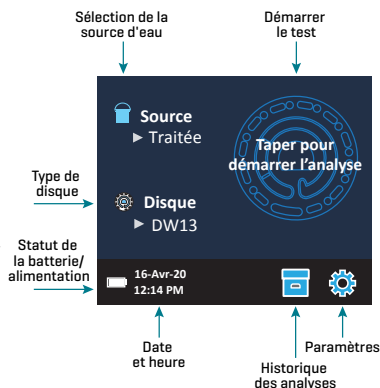 Sélection de la
source d'eau
Démarrer
le test
Source
Traitée
Taper pour
démarrer l'analyse
Type de
disque
Disque
DW13
Statut de
la batterie/
alimentation
16-Avr-20
12:14 PM
Date
et heure
Historique
des analyses
Paramètres